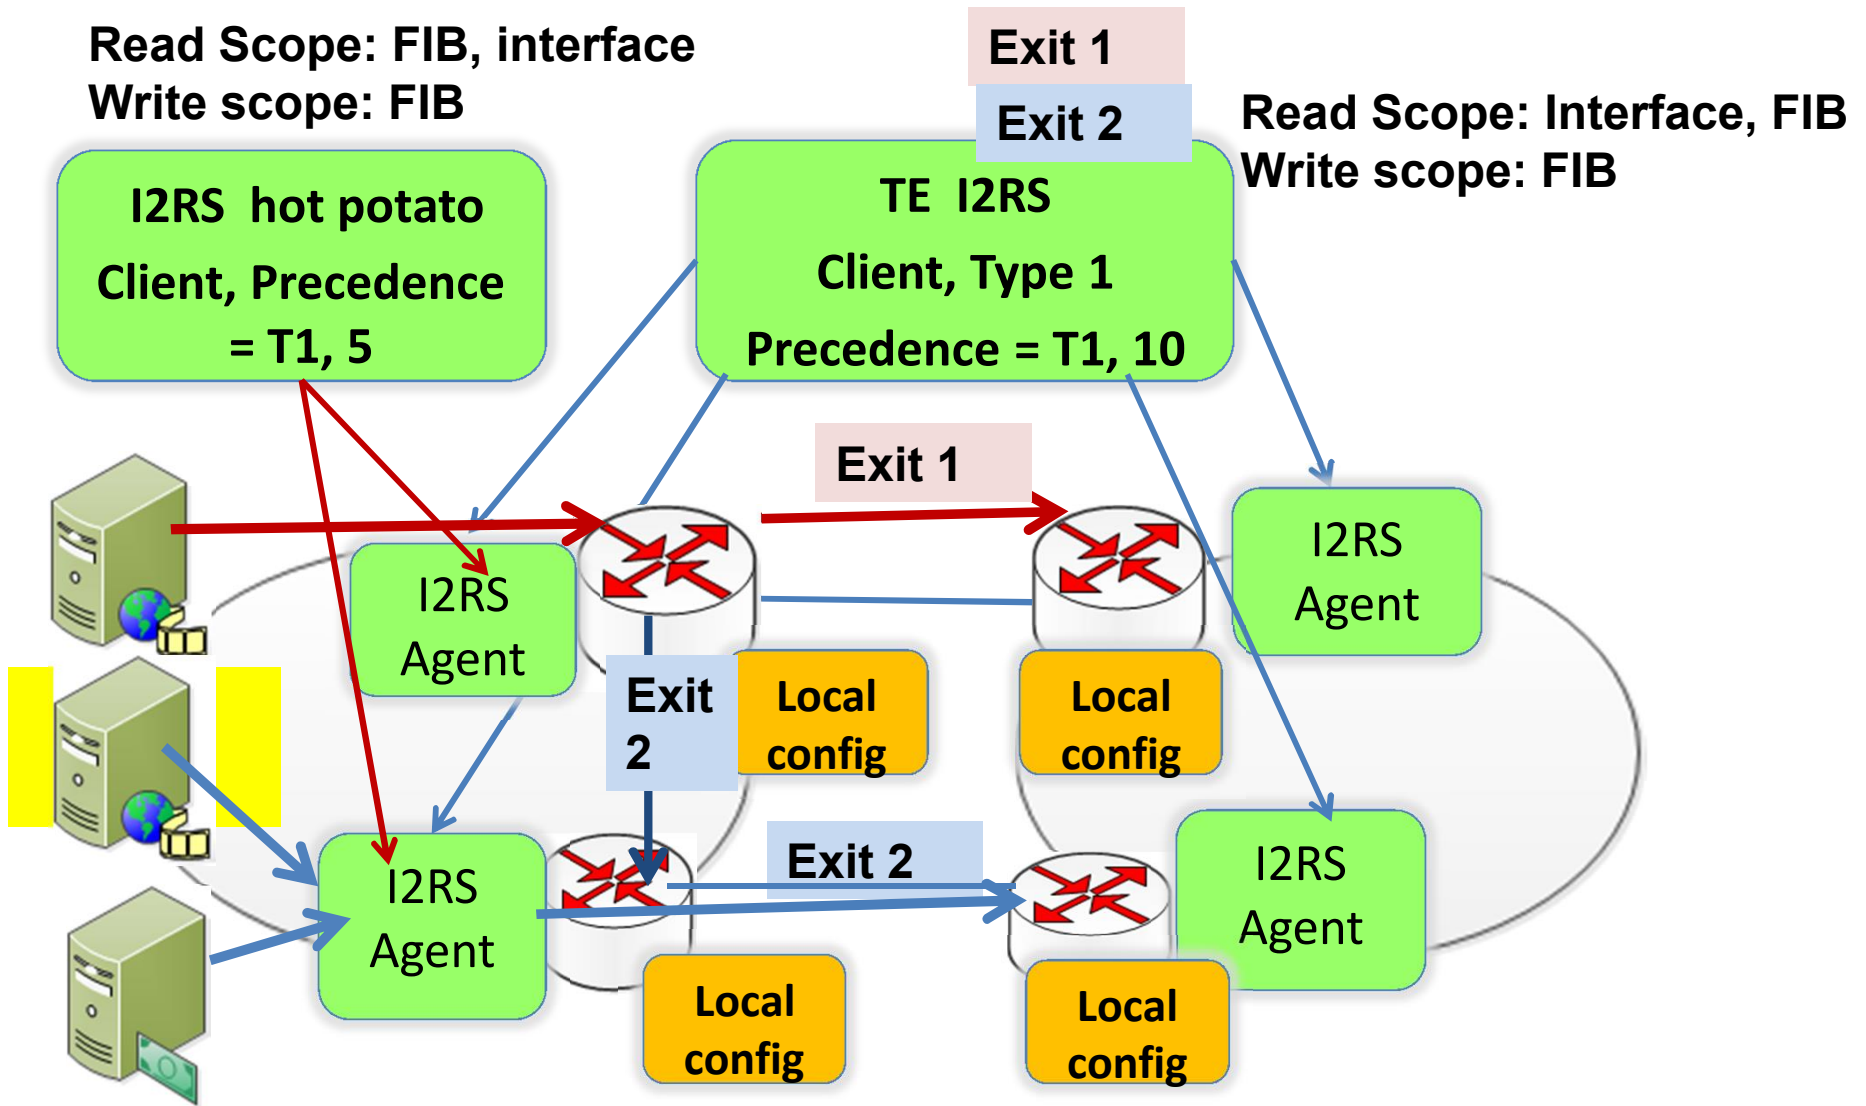 Read Scope: FIB, interface
Write scope: FIB
Exit 1
Exit 2
Read Scope: Interface, FIB
Write scope: FIB
I2RS hot potato
Client, Precedence
= T1, 5
TE I2RS
Client, Type 1
Precedence = T1, 10
Exit 1
I2RS
Agent
I2RS
Agent
Exit
2
Local
config
Local
config
Exit 2
I2RS
Agent
I2RS
Agent
Local
config
Local
config